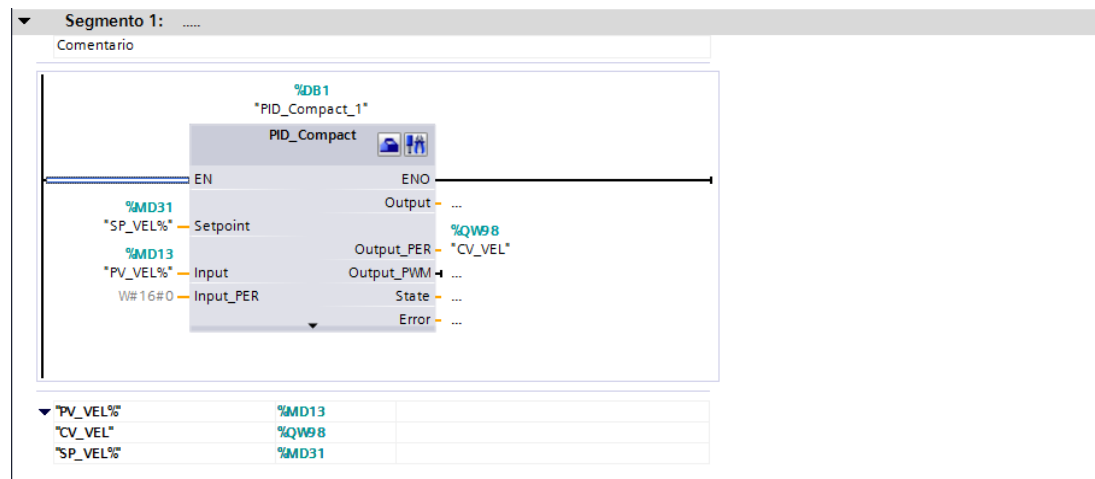 Segmento 1: .....
Comentario
%DB1
"PID_Compact_1"
PID_Compact
EN ENO
Output ...
%MD31
"SP_VEL%" Setpoint
%QW98
Output_PER "CV_VEL"
%MD13
"PV_VEL%" Input
Output_PWM ...
W#16#0 Input_PER
State ...
Error ...
"PV_VEL%" %MD13
"CV_VEL" %QW98
"SP_VEL%" %MD31